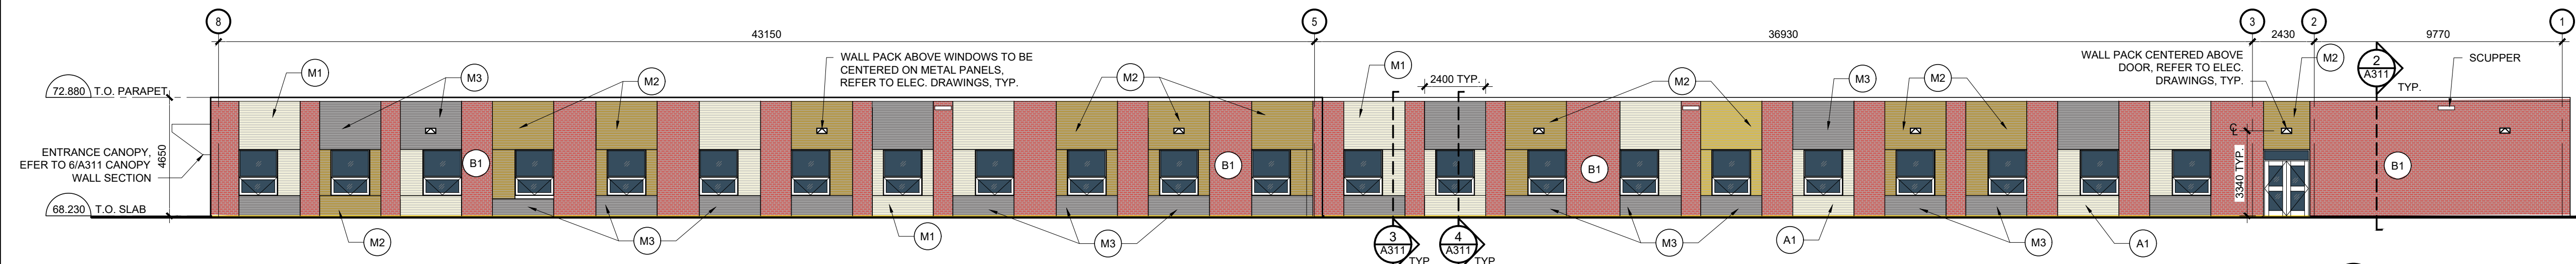 8
5
3
2
1
43150
36930
2430
9770
M1
M3
M2
WALL PACK ABOVE WINDOWS TO BE
CENTERED ON METAL PANELS,
REFER TO ELEC. DRAWINGS, TYP.
M2
M1
2400 TYP.
M2
M3
M2
WALL PACK CENTERED ABOVE
DOOR, REFER TO ELEC.
DRAWINGS, TYP.
M2
2
A311
TYP.
SCUPPER
72.880
T.O. PARAPET
ENTRANCE CANOPY,
EFER TO 6/A311 CANOPY
WALL SECTION
4650
B1
B1
B1
B1
℄
3340 TYP.
68.230
T.O. SLAB
M2
M3
M1
M3
3
A311
TYP
4
A311
TYP
M3
A1
M3
A1